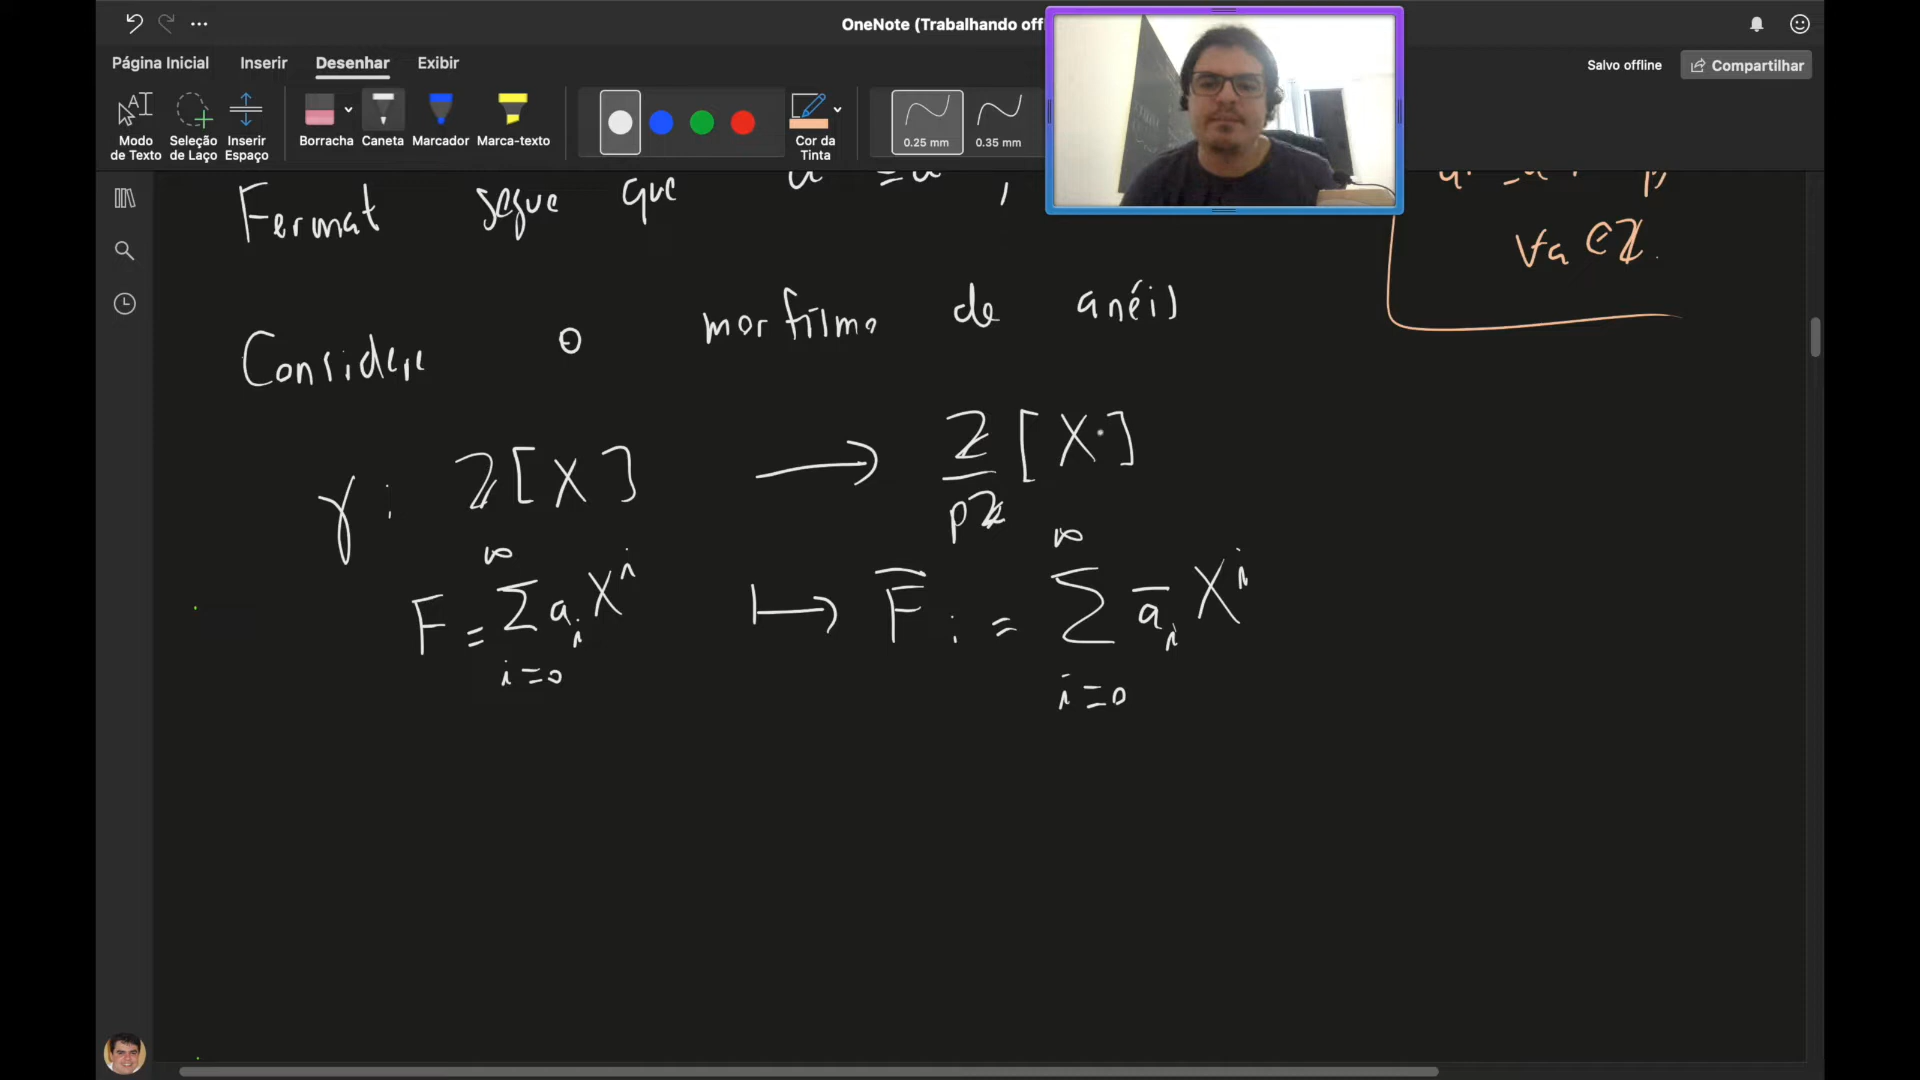 OneNote (Trabalhando offl
Página Inicial Inserir Desenhar Exibir
Salvo offline Compartilhar
Modo de Texto
Seleção de Laço
Inserir Espaço
Borracha
Caneta
Marcador
Marca-texto
Cor da Tinta
0.25 mm
0.35 mm
Fermat segue que
∀a ∈ ℤ.
Considere o morfismo de anéis
γ: ℤ[X] → ℤ/pℤ [X]
F = ∑_{i=0}^{∞} a_i X^i ↦ F̅ := ∑_{i=0}^{∞} a̅_i X^i